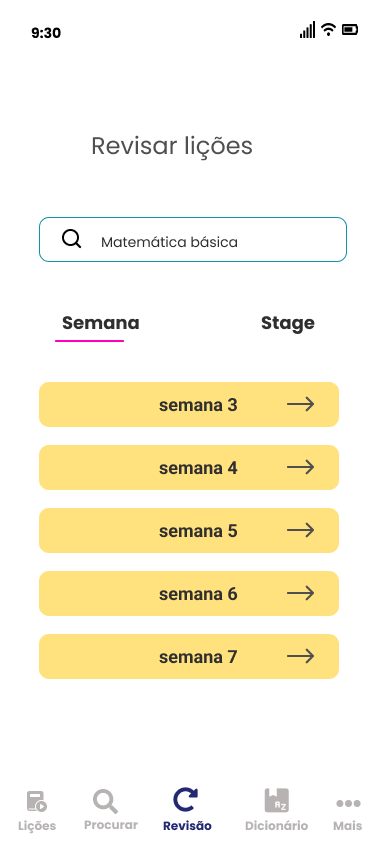 9:30
Revisar lições
Matemática básica
Semana Stage
semana 3
semana 4
semana 5
semana 6
semana 7
A Z
Lições Procurar Revisão Dicionário Mais